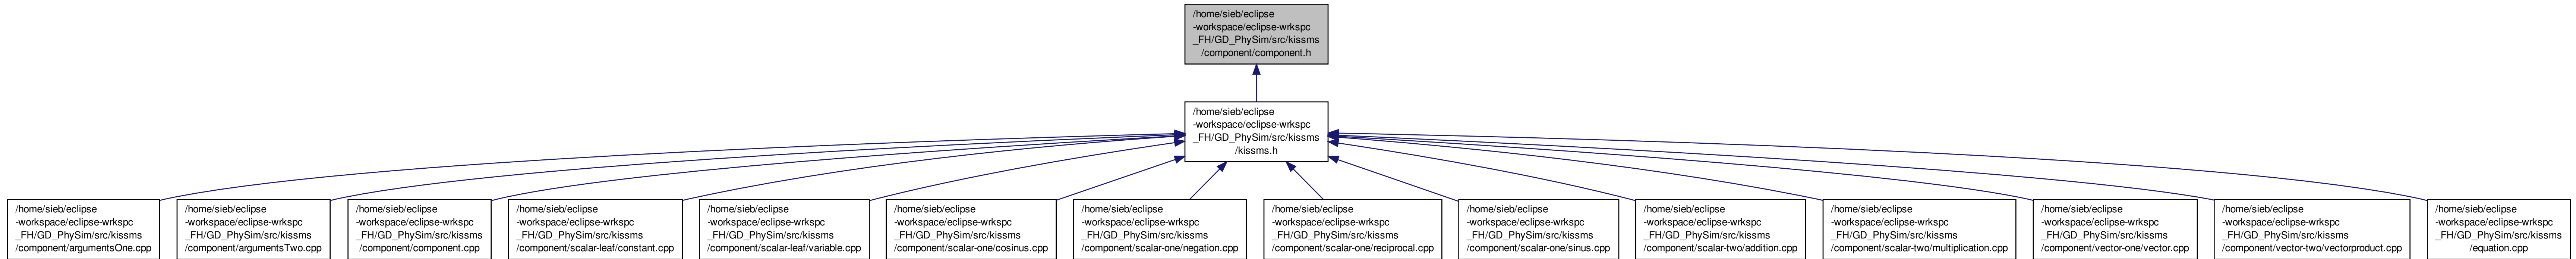 /home/sieb/eclipse
-workspace/eclipse-wrkspc
_FH/GD_PhySim/src/kissms
/component/component.h
/home/sieb/eclipse
-workspace/eclipse-wrkspc
_FH/GD_PhySim/src/kissms
/kissms.h
/home/sieb/eclipse
-workspace/eclipse-wrkspc
_FH/GD_PhySim/src/kissms
/component/argumentsOne.cpp
/home/sieb/eclipse
-workspace/eclipse-wrkspc
_FH/GD_PhySim/src/kissms
/component/argumentsTwo.cpp
/home/sieb/eclipse
-workspace/eclipse-wrkspc
_FH/GD_PhySim/src/kissms
/component/component.cpp
/home/sieb/eclipse
-workspace/eclipse-wrkspc
_FH/GD_PhySim/src/kissms
/component/scalar-leaf/constant.cpp
/home/sieb/eclipse
-workspace/eclipse-wrkspc
_FH/GD_PhySim/src/kissms
/component/scalar-leaf/variable.cpp
/home/sieb/eclipse
-workspace/eclipse-wrkspc
_FH/GD_PhySim/src/kissms
/component/scalar-one/cosinus.cpp
/home/sieb/eclipse
-workspace/eclipse-wrkspc
_FH/GD_PhySim/src/kissms
/component/scalar-one/negation.cpp
/home/sieb/eclipse
-workspace/eclipse-wrkspc
_FH/GD_PhySim/src/kissms
/component/scalar-one/reciprocal.cpp
/home/sieb/eclipse
-workspace/eclipse-wrkspc
_FH/GD_PhySim/src/kissms
/component/scalar-one/sinus.cpp
/home/sieb/eclipse
-workspace/eclipse-wrkspc
_FH/GD_PhySim/src/kissms
/component/scalar-two/addition.cpp
/home/sieb/eclipse
-workspace/eclipse-wrkspc
_FH/GD_PhySim/src/kissms
/component/scalar-two/multiplication.cpp
/home/sieb/eclipse
-workspace/eclipse-wrkspc
_FH/GD_PhySim/src/kissms
/component/vector-one/vector.cpp
/home/sieb/eclipse
-workspace/eclipse-wrkspc
_FH/GD_PhySim/src/kissms
/component/vector-two/vectorproduct.cpp
/home/sieb/eclipse
-workspace/eclipse-wrkspc
_FH/GD_PhySim/src/kissms
/equation.cpp